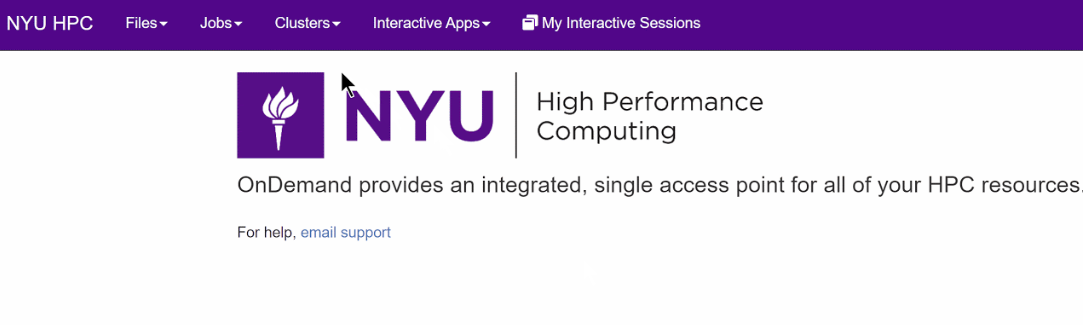 NYU HPC Files Jobs Clusters Interactive Apps My Interactive Sessions
NYU High Performance
Computing
OnDemand provides an integrated, single access point for all of your HPC resources.
For help, email support